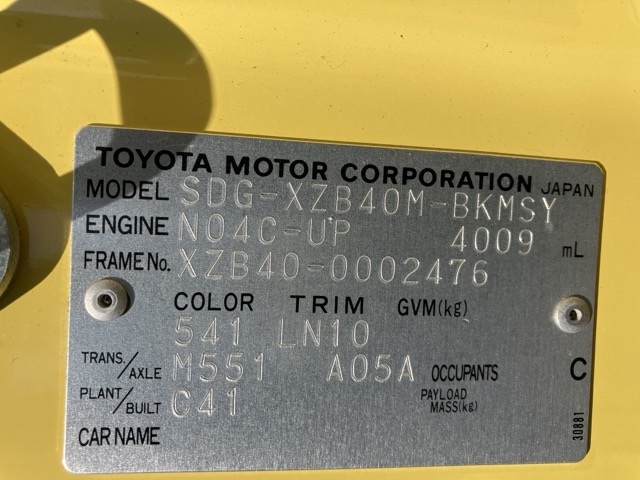 TOYOTA MOTOR CORPORATION JAPAN
MODEL SDG-XZB40M-BKMSY
ENGINE N04C-UP 4009 mL
FRAME No. XZB40-0002476
COLOR TRIM GVM(kg)
541 LN10
TRANS./AXLE M551 A05A OCCUPANTS C
PLANT/BUILT C41 PAYLOAD MASS(kg)
CAR NAME
30881